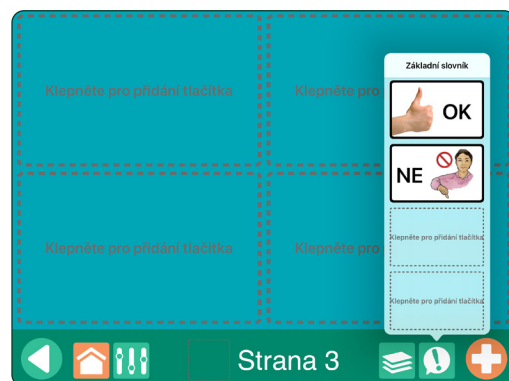 Klepněte pro přidání tlačítka
Klepněte pro
Základní slovník
OK
NE
Klepněte pro přidání tlačítka
Klepněte pro přidání tlačítka
Klepněte pro přidání tlačítka
Klepněte pro
Strana 3